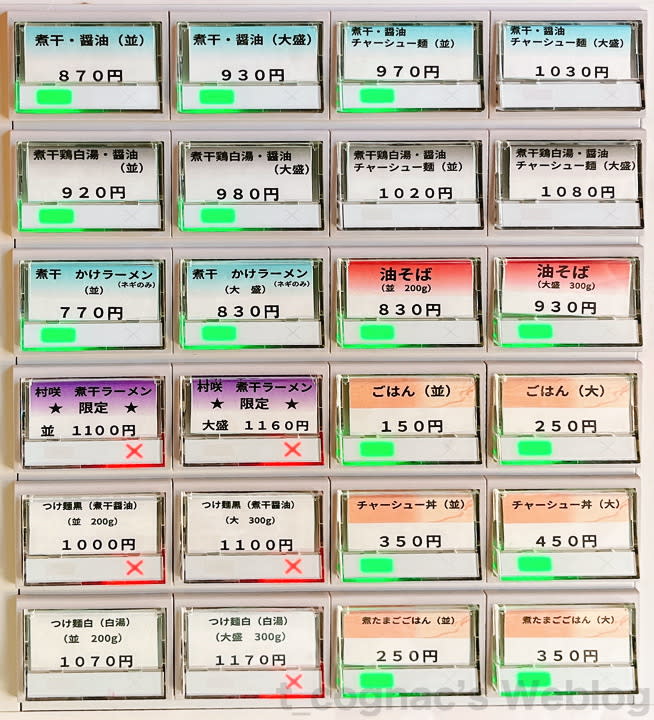 煮干・醤油（並）
870円
煮干・醤油（大盛）
930円
煮干・醤油
チャーシュー麺（並）
970円
煮干・醤油
チャーシュー麺（大盛）
1030円
煮干鶏白湯・醤油
（並）
920円
煮干鶏白湯・醤油
（大盛）
980円
煮干鶏白湯・醤油
チャーシュー麺（並）
1020円
煮干鶏白湯・醤油
チャーシュー麺（大盛）
1080円
煮干　かけラーメン
（並）（ネギのみ）
770円
煮干　かけラーメン
（大　盛）（ネギのみ）
830円
油そば
（並　200g）
830円
油そば
（大盛　300g）
930円
村咲　煮干ラーメン
★　限定　★
並　1100円
村咲　煮干ラーメン
★　限定　★
大盛　1160円
ごはん（並）
150円
ごはん（大）
250円
つけ麺黒（煮干醤油）
（並　200g）
1000円
つけ麺黒（煮干醤油）
（大　300g）
1100円
チャーシュー丼（並）
350円
チャーシュー丼（大）
450円
つけ麺白（白湯）
（並　200g）
1070円
つけ麺白（白湯）
（大盛　300g）
1170円
煮たまごごはん（並）
250円
煮たまごごはん（大）
350円
t_cognac's Weblog